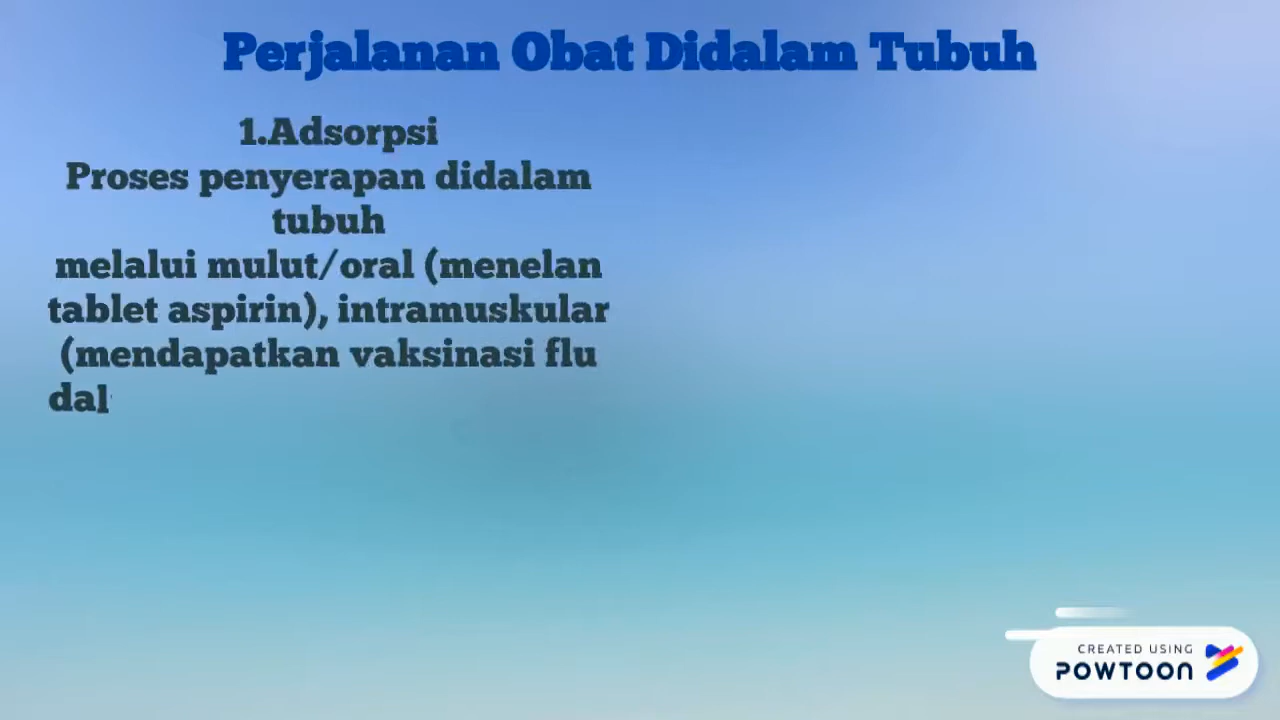 Perjalanan Obat Didalam Tubuh
1.Adsorpsi
Proses penyerapan didalam
tubuh
melalui mulut/oral (menelan
tablet aspirin), intramuskular
(mendapatkan vaksinasi flu
dal
CREATED USING
POWTOON